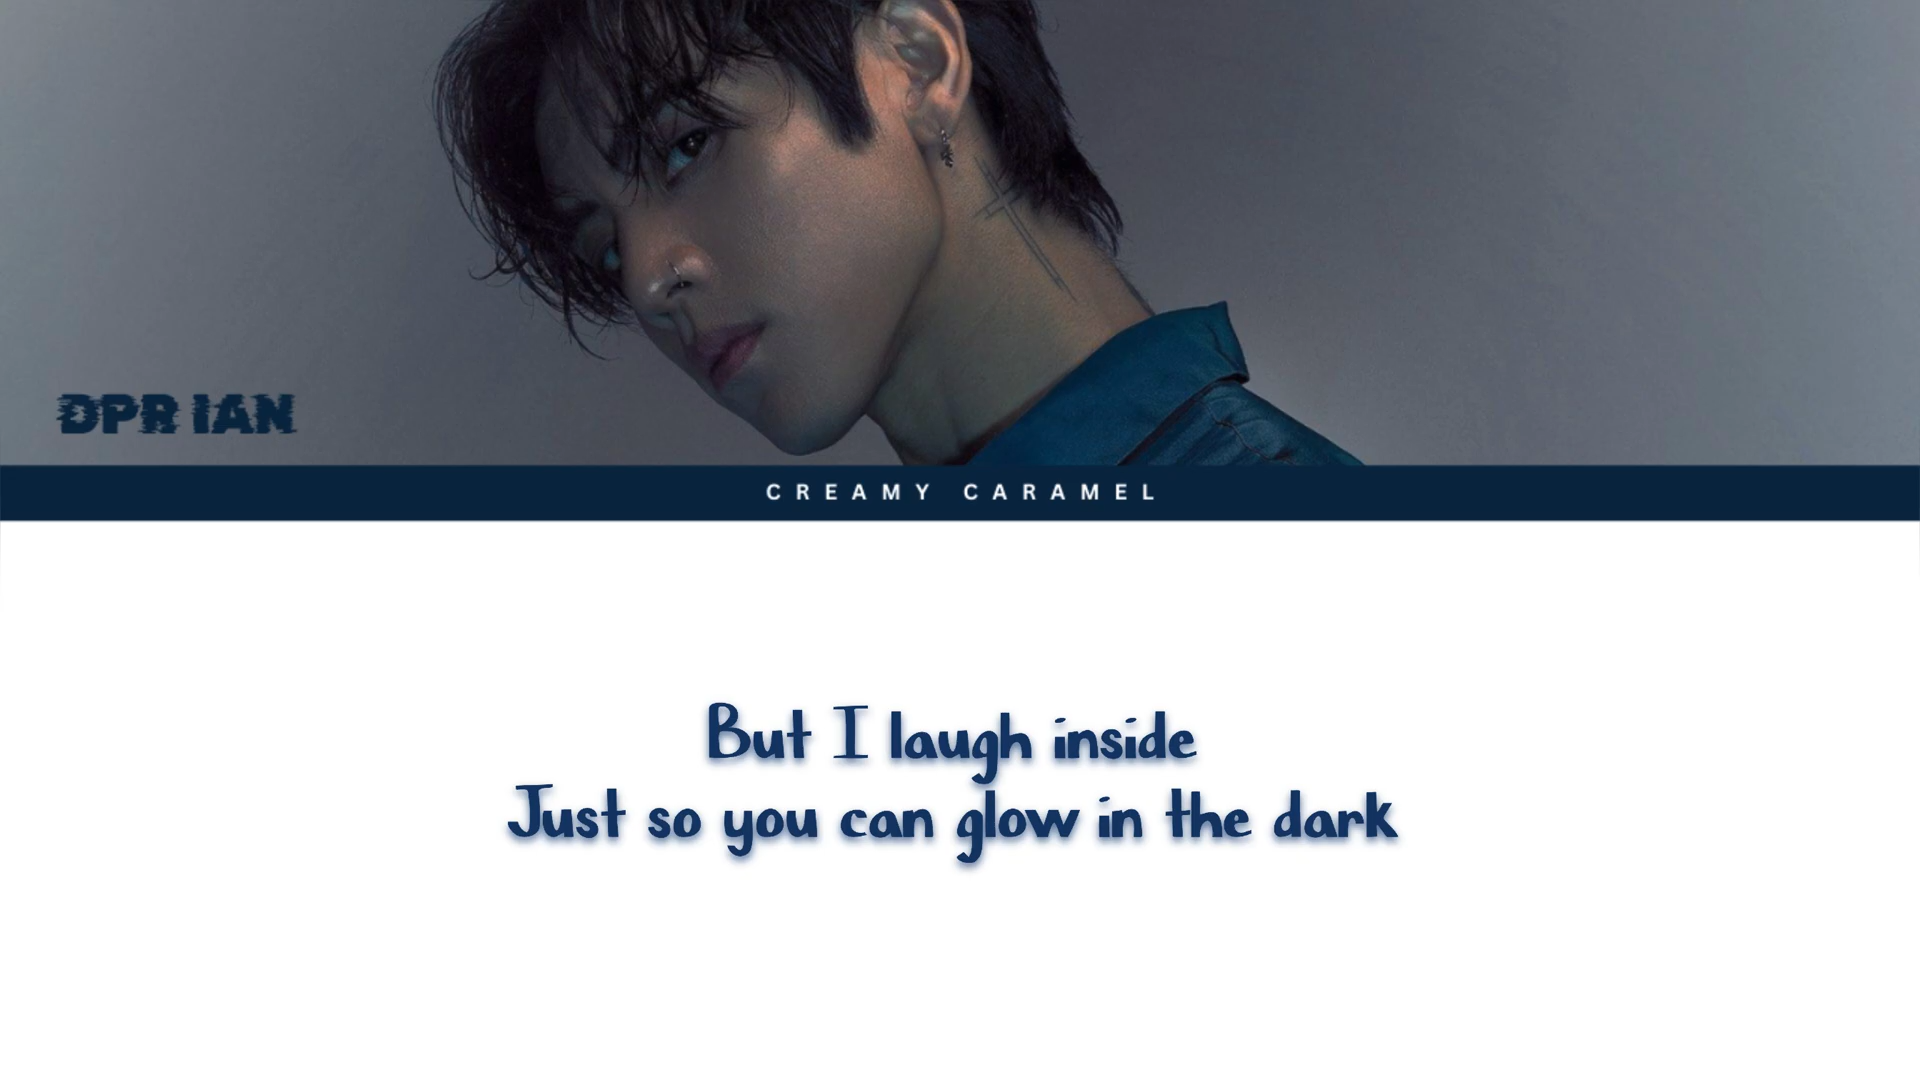 DPR IAN
CREAMY CARAMEL
But I laugh inside
Just so you can glow in the dark